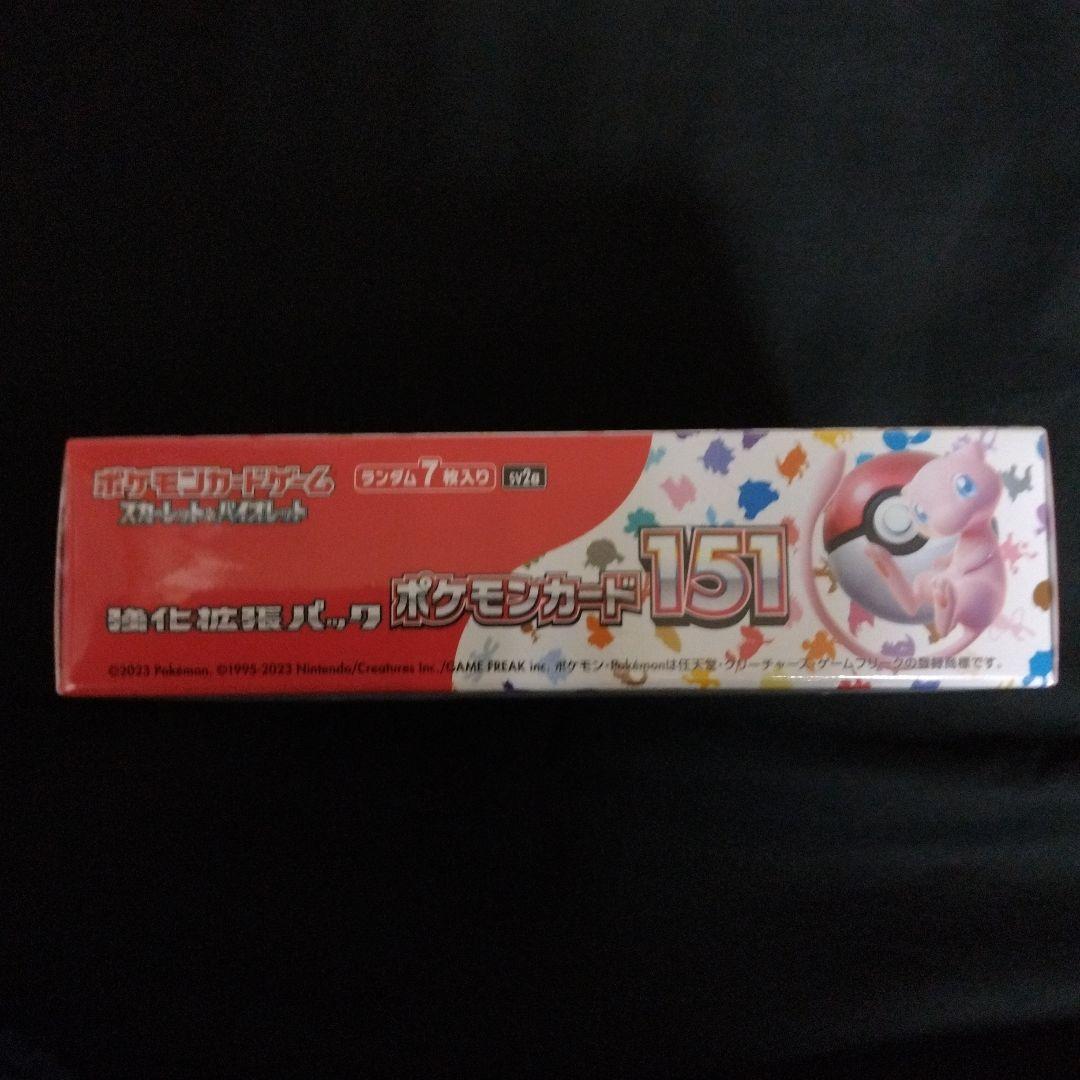 ポケモンカードゲーム
スカーレット&バイオレット
ランダム7枚入り
sv2a
強化拡張パック
ポケモンカード151
©2023 Pokémon. ©1995-2023 Nintendo/Creatures Inc./GAME FREAK inc. ポケモン・Pokémonは任天堂・クリーチャーズ・ゲームフリークの登録商標です。